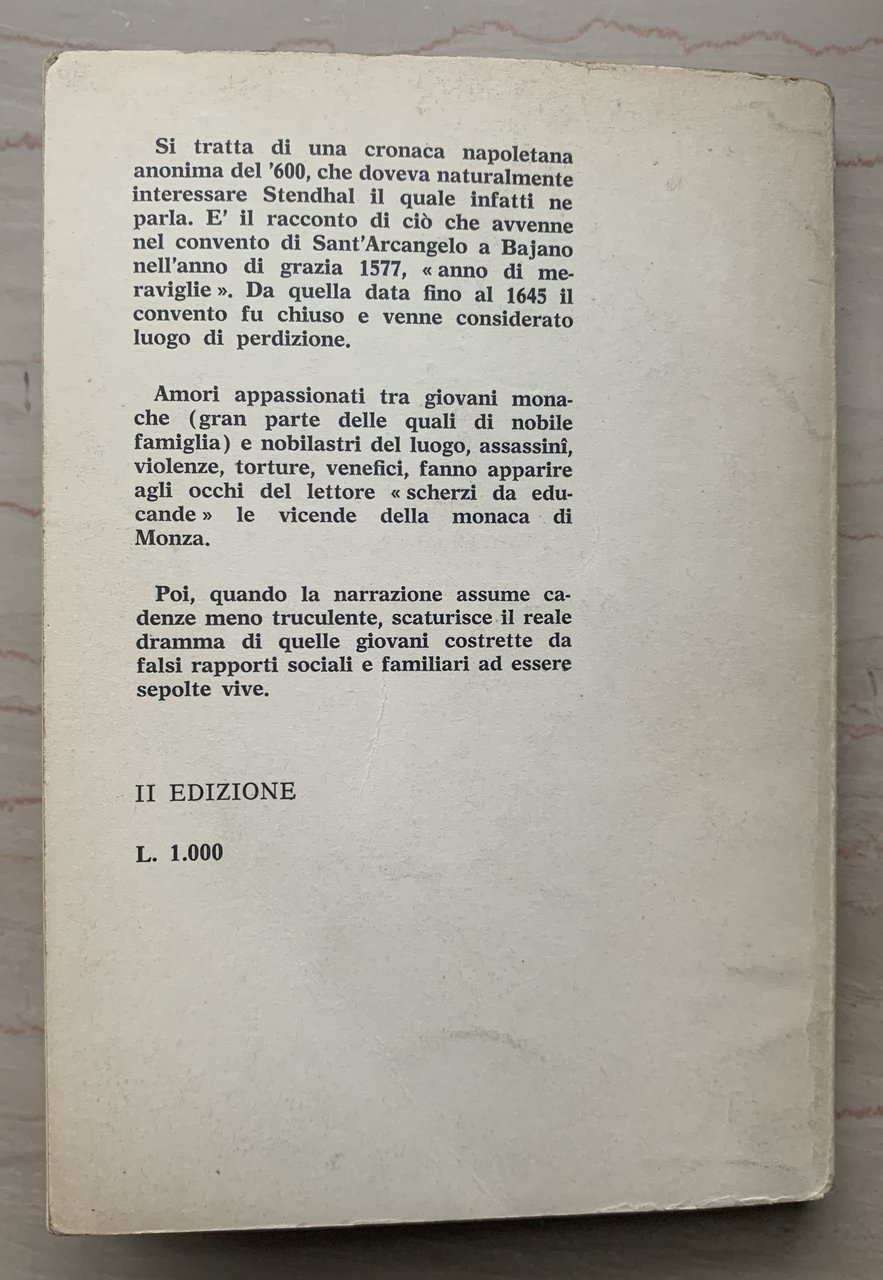 Si tratta di una cronaca napoletana
anonima del '600, che doveva naturalmente
interessare Stendhal il quale infatti ne
parla. E' il racconto di ciò che avvenne
nel convento di Sant'Arcangelo a Bajano
nell'anno di grazia 1577, « anno di me-
raviglie ». Da quella data fino al 1645 il
convento fu chiuso e venne considerato
luogo di perdizione.
Amori appassionati tra giovani mona-
che (gran parte delle quali di nobile
famiglia) e nobilastri del luogo, assassinî,
violenze, torture, venefici, fanno apparire
agli occhi del lettore « scherzi da edu-
cande » le vicende della monaca di
Monza.
Poi, quando la narrazione assume ca-
denze meno truculente, scaturisce il reale
dramma di quelle giovani costrette da
falsi rapporti sociali e familiari ad essere
sepolte vive.
II EDIZIONE
L. 1.000